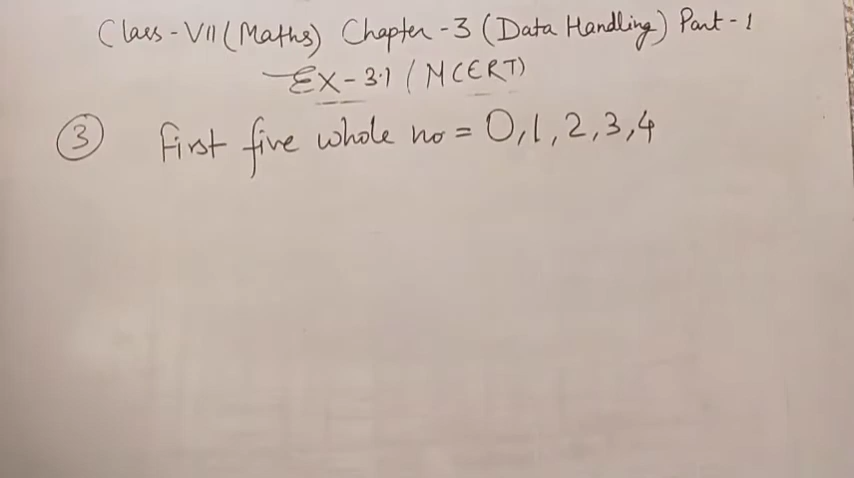 Class-VII (Maths) Chapter-3 (Data Handling) Part-1
EX-3.1 (NCERT)
3 First five whole no = 0,1,2,3,4